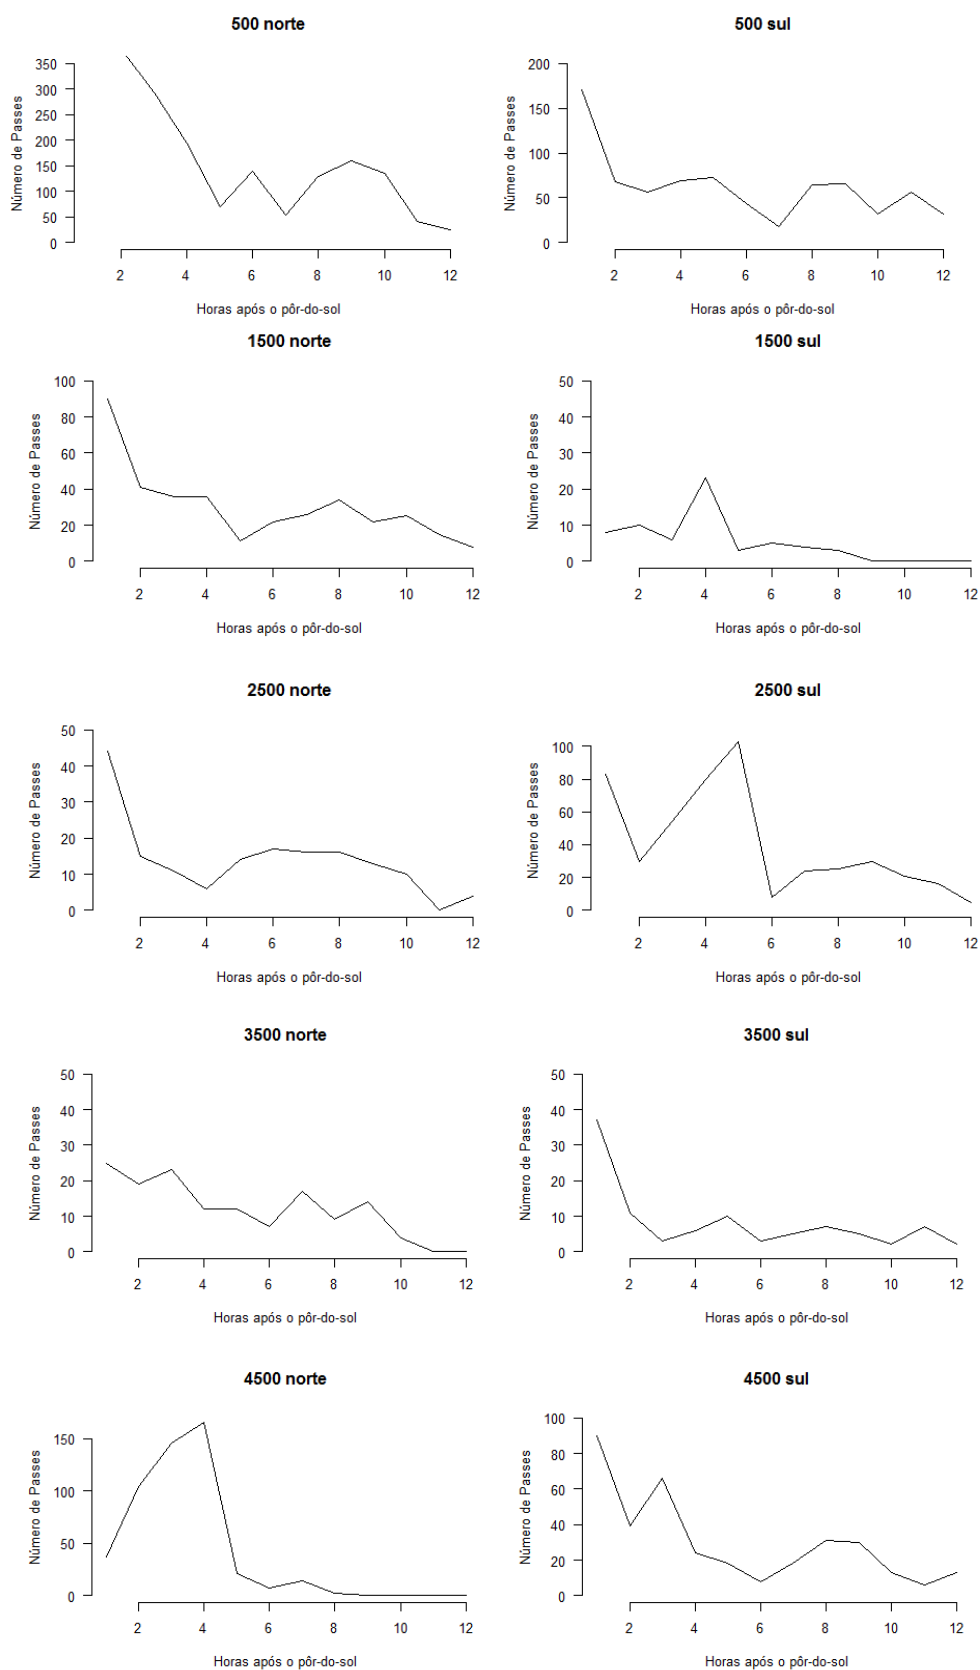 500 norte
350
300
250
200
150
100
50
0
Número de Passes
2 4 6 8 10 12
Horas após o pôr-do-sol
500 sul
200
150
100
50
0
Número de Passes
2 4 6 8 10 12
Horas após o pôr-do-sol
1500 norte
100
80
60
40
20
0
Número de Passes
2 4 6 8 10 12
Horas após o pôr-do-sol
1500 sul
50
40
30
20
10
0
Número de Passes
2 4 6 8 10 12
Horas após o pôr-do-sol
2500 norte
50
40
30
20
10
0
Número de Passes
2 4 6 8 10 12
Horas após o pôr-do-sol
2500 sul
100
80
60
40
20
0
Número de Passes
2 4 6 8 10 12
Horas após o pôr-do-sol
3500 norte
50
40
30
20
10
0
Número de Passes
2 4 6 8 10 12
Horas após o pôr-do-sol
3500 sul
50
40
30
20
10
0
Número de Passes
2 4 6 8 10 12
Horas após o pôr-do-sol
4500 norte
150
100
50
0
Número de Passes
2 4 6 8 10 12
Horas após o pôr-do-sol
4500 sul
100
80
60
40
20
0
Número de Passes
2 4 6 8 10 12
Horas após o pôr-do-sol